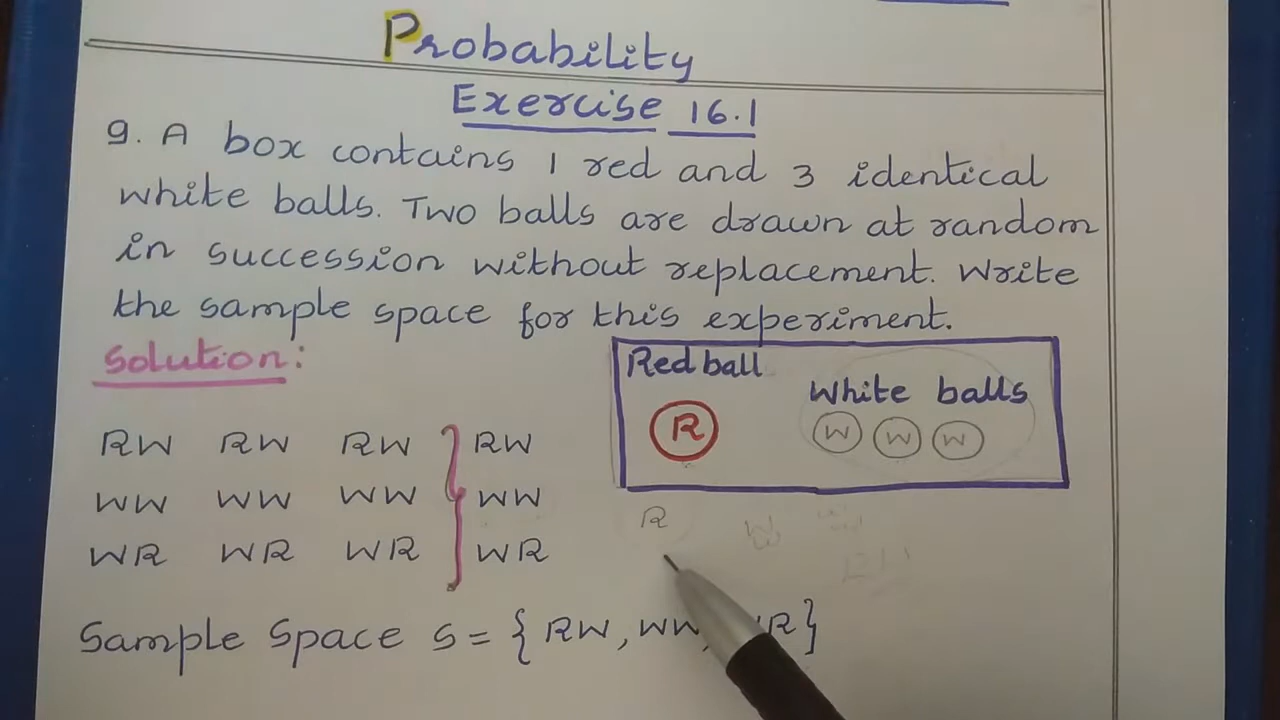 Probability
Exercise 16.1
9. A box contains 1 red and 3 identical
white balls. Two balls are drawn at random
in succession without replacement. Write
the sample space for this experiment.
Solution:
Red ball
White balls
R W W W
RW RW RW RW
WW WW WW WW
WR WR WR WR
R W
Sample Space S = { RW, WW, R}